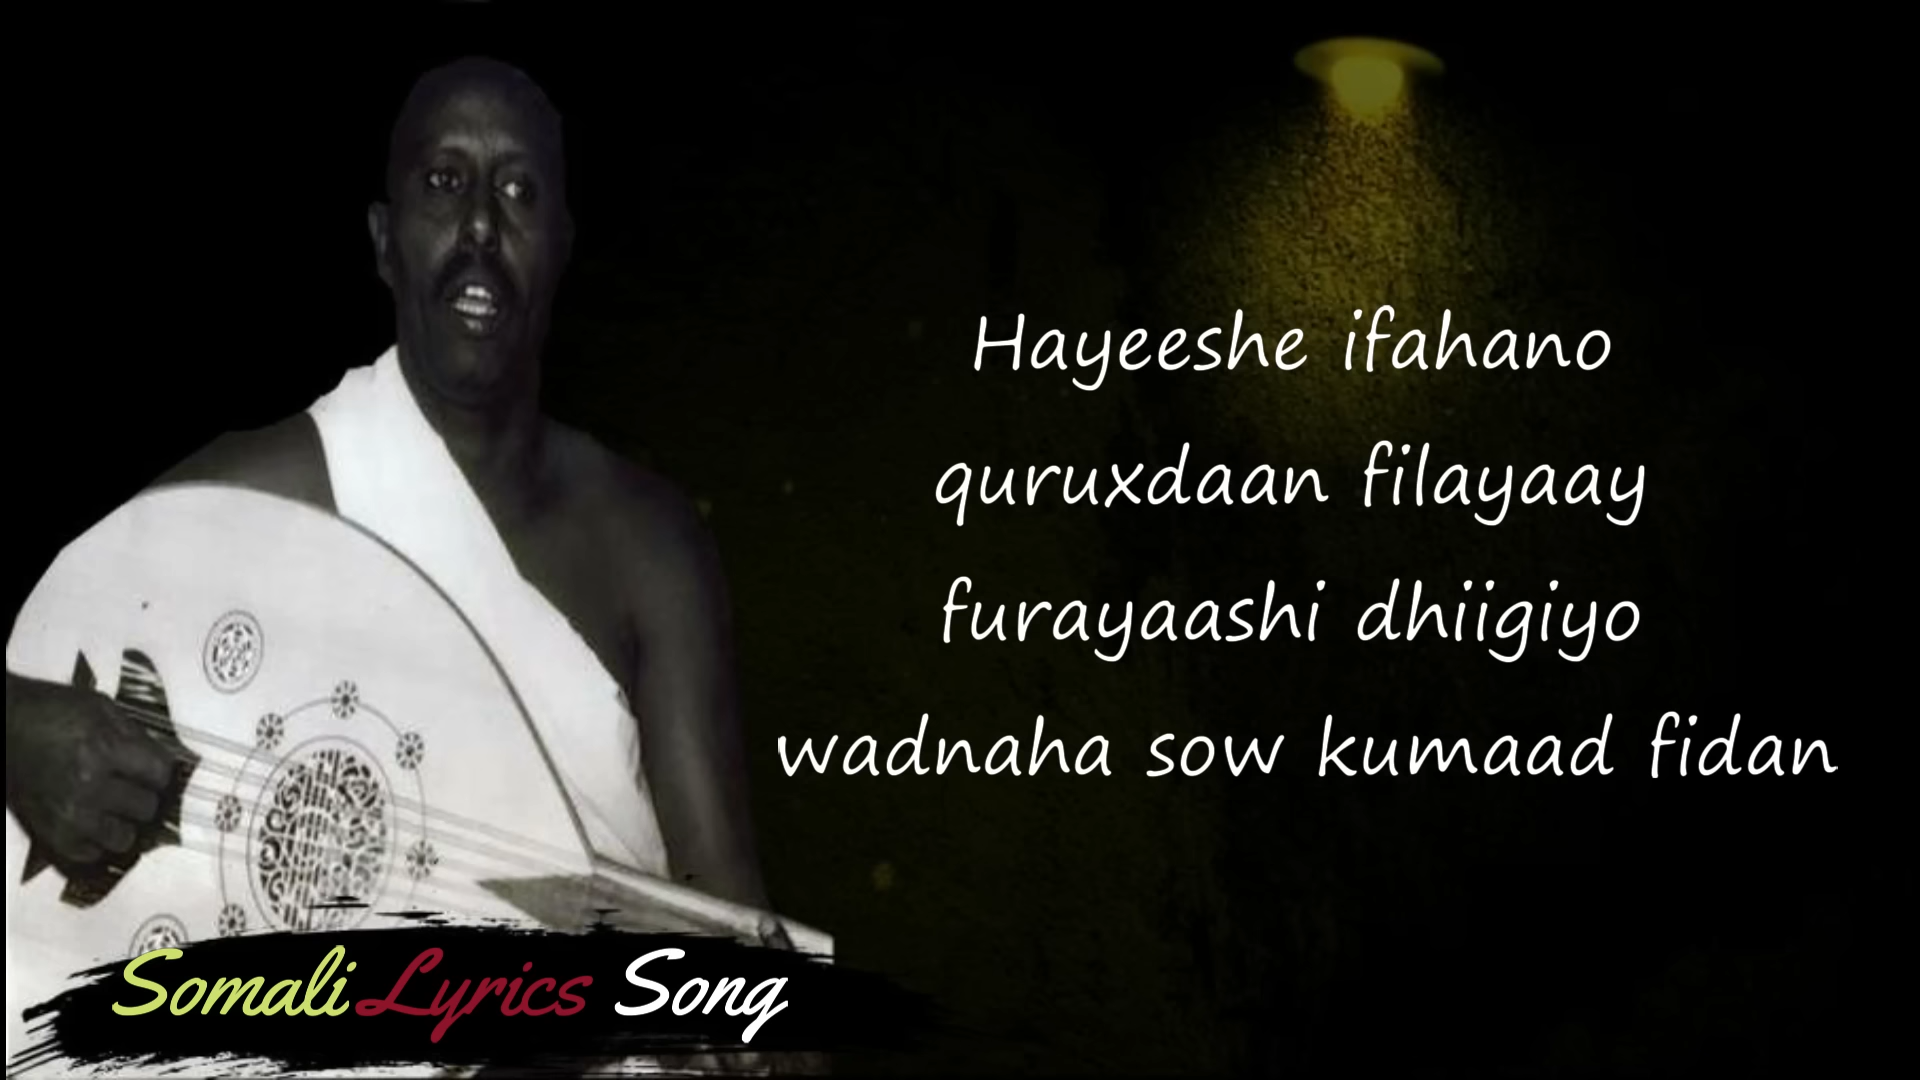 Hayeeshe ifahano
quruxdaan filayaay
furayaashi dhiigiyo
wadnaha sow kumaad fidan
Somali Lyrics Song